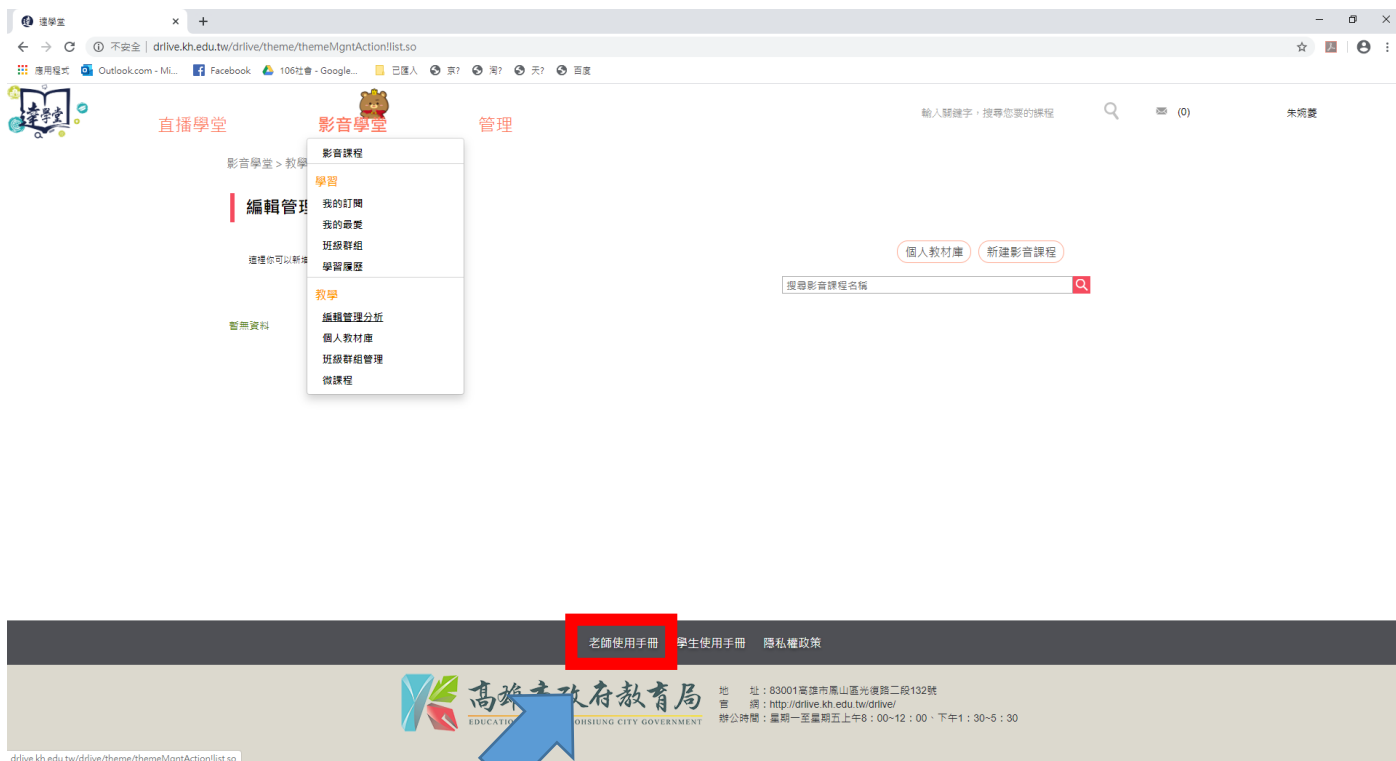 達學堂
不安全 | drlive.kh.edu.tw/drlive/theme/themeMgntAction!list.so
應用程式 Outlook.com - Mi... Facebook 106社會 - Google... 已匯入 京? 淘? 天? 百度
達學堂
直播學堂 影音學堂 管理
輸入關鍵字，搜尋您要的課程 (0) 朱婉菱
影音學堂 > 教學
影音課程
學習
編輯管理
我的訂閱
我的最愛
班級群組
個人教材庫 新建影音課程
這裡你可以新增
學習履歷
搜尋影音課程名稱
教學
編輯管理分析
暫無資料
個人教材庫
班級群組管理
微課程
老師使用手冊 學生使用手冊 隱私權政策
高雄市政府教育局
地 址：83001高雄市鳳山區光復路二段132號
官 網：http://drlive.kh.edu.tw/drlive/
辦公時間：星期一至星期五上午8：00~12：00、下午1：30~5：30
drlive.kh.edu.tw/drlive/theme/themeMgntAction!list.so